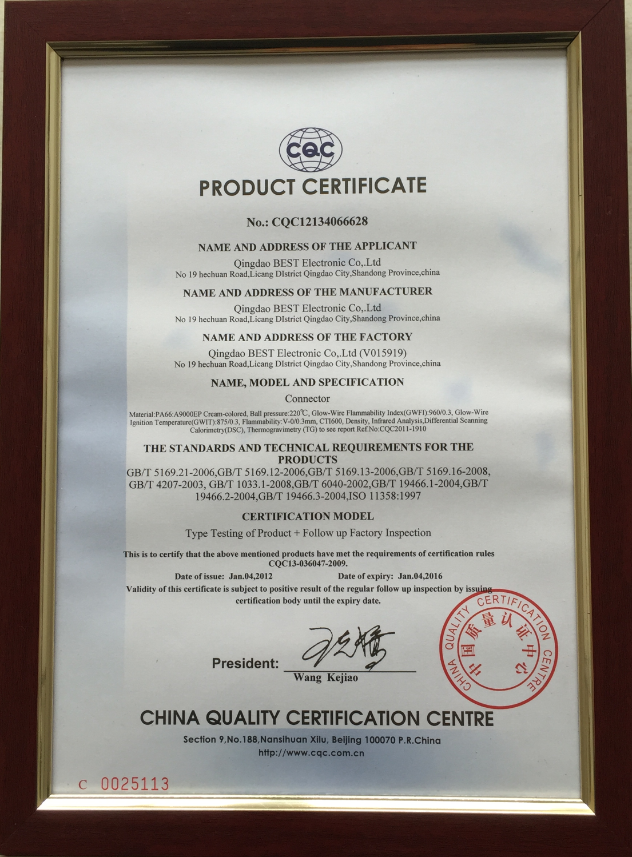 CQC
PRODUCT CERTIFICATE
No.: CQC12134066628
NAME AND ADDRESS OF THE APPLICANT
Qingdao BEST Electronic Co,.Ltd
No 19 hechuan Road,Licang DIstrict Qingdao City,Shandong Province,china
NAME AND ADDRESS OF THE MANUFACTURER
Qingdao BEST Electronic Co,.Ltd
No 19 hechuan Road,Licang DIstrict Qingdao City,Shandong Province,china
NAME AND ADDRESS OF THE FACTORY
Qingdao BEST Electronic Co,.Ltd (V015919)
No 19 hechuan Road,Licang DIstrict Qingdao City,Shandong Province,china
NAME, MODEL AND SPECIFICATION
Connector
Material:PA66:A9000EP Cream-colored, Ball pressure:220℃, Glow-Wire Flammability Index(GWFI):960/0.3, Glow-Wire
Ignition Temperature(GWIT):875/0.3, Flammability:V-0/0.3mm, CTI600, Density, Infrared Analysis,Differential Scanning
Calorimetry(DSC), Thermogravimetry (TG) to see report Ref.No:CQC2011-1910
THE STANDARDS AND TECHNICAL REQUIREMENTS FOR THE
PRODUCTS
GB/T 5169.21-2006,GB/T 5169.12-2006,GB/T 5169.13-2006,GB/T 5169.16-2008,
GB/T 4207-2003, GB/T 1033.1-2008,GB/T 6040-2002,GB/T 19466.1-2004,GB/T
19466.2-2004,GB/T 19466.3-2004,ISO 11358:1997
CERTIFICATION MODEL
Type Testing of Product + Follow up Factory Inspection
This is to certify that the above mentioned products have met the requirements of certification rules
CQC13-036047-2009.
Date of issue: Jan.04,2012 Date of expiry: Jan.04,2016
Validity of this certificate is subject to positive result of the regular follow up inspection by issuing
certification body until the expiry date.
CHINA QUALITY CERTIFICATION CENTRE
中国质量认证中心
President:
Wang Kejiao
CHINA QUALITY CERTIFICATION CENTRE
Section 9,No.188,Nansihuan Xilu, Beijing 100070 P.R.China
http://www.cqc.com.cn
C 0025113